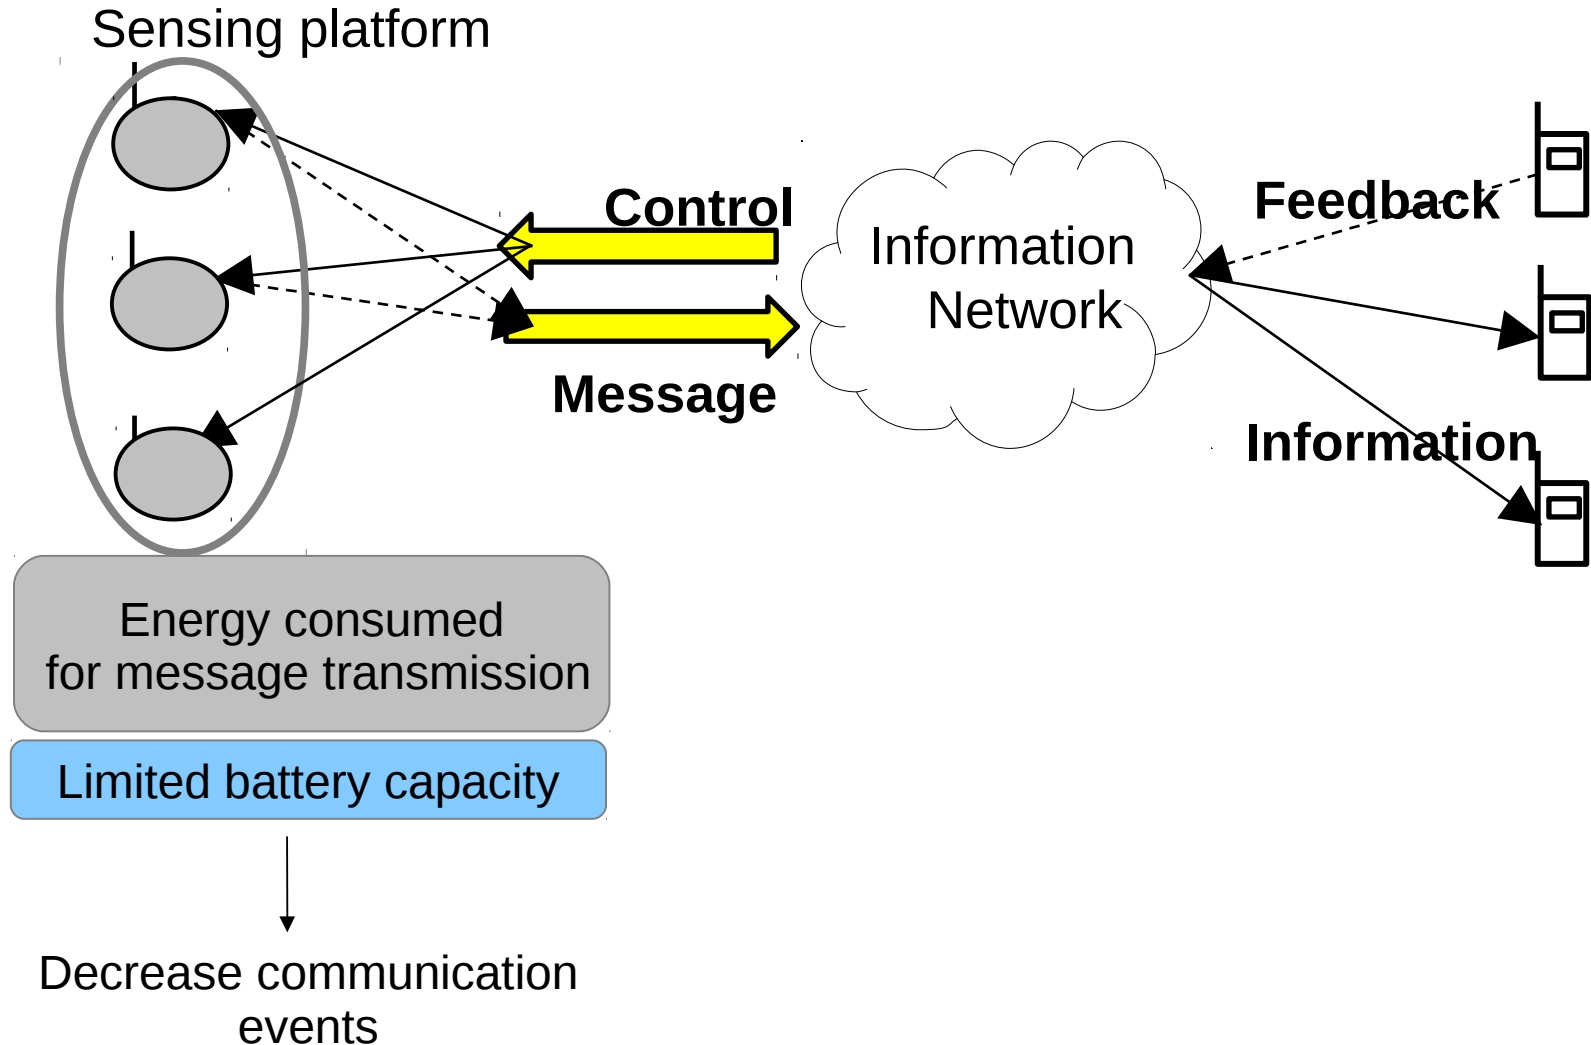 Sensing platform
Control
Feedback
Information
Network
Message
Information
Energy consumed
for message transmission
Limited battery capacity
Decrease communication
events